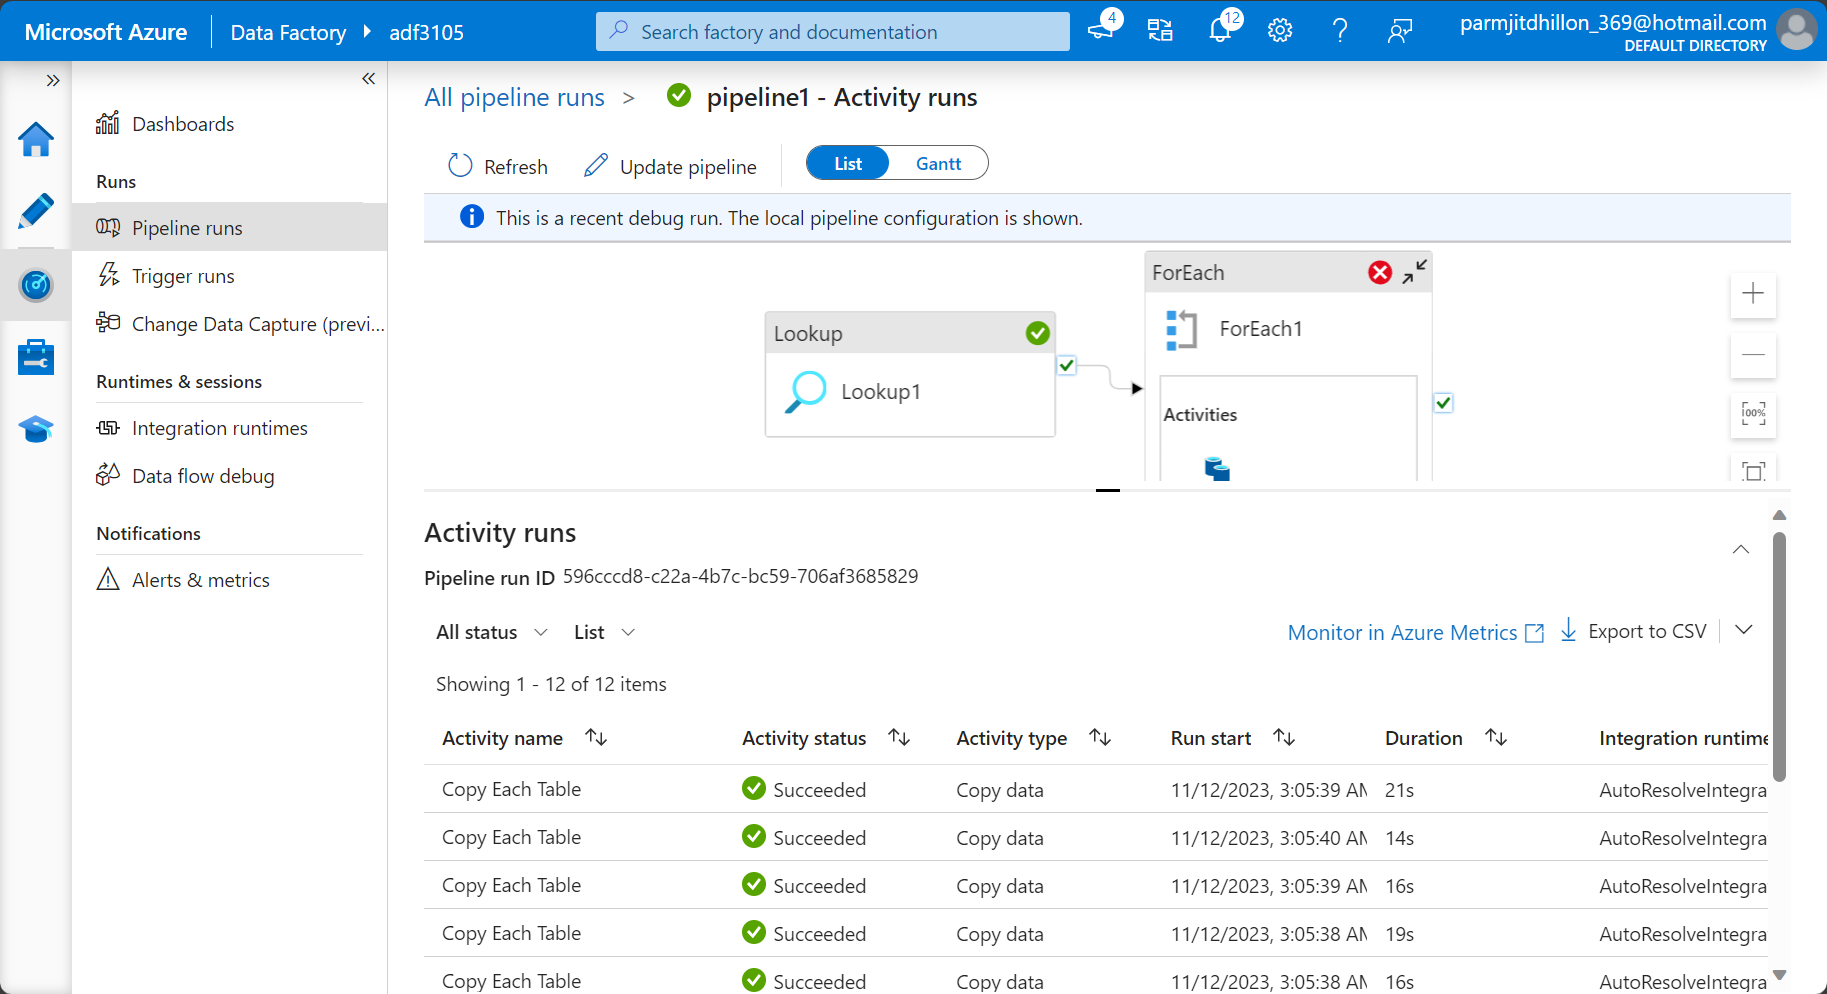 Microsoft Azure
Data Factory
adf3105
Search factory and documentation
4
12
parmjitdhillon_369@hotmail.com
DEFAULT DIRECTORY
Dashboards
Runs
Pipeline runs
Trigger runs
Change Data Capture (previ...
Runtimes & sessions
Integration runtimes
Data flow debug
Notifications
Alerts & metrics
All pipeline runs > pipeline1 - Activity runs
Refresh
Update pipeline
List
Gantt
This is a recent debug run. The local pipeline configuration is shown.
Lookup
Lookup1
ForEach
ForEach1
Activities
100%
Activity runs
Pipeline run ID 596cccd8-c22a-4b7c-bc59-706af3685829
All status
List
Monitor in Azure Metrics
Export to CSV
Showing 1 - 12 of 12 items
Activity name Activity status Activity type Run start Duration Integration runtime
Copy Each Table Succeeded Copy data 11/12/2023, 3:05:39 AM 21s AutoResolveIntegra
Copy Each Table Succeeded Copy data 11/12/2023, 3:05:40 AM 14s AutoResolveIntegra
Copy Each Table Succeeded Copy data 11/12/2023, 3:05:39 AM 16s AutoResolveIntegra
Copy Each Table Succeeded Copy data 11/12/2023, 3:05:38 AM 19s AutoResolveIntegra
Copy Each Table Succeeded Copy data 11/12/2023, 3:05:38 AM 16s AutoResolveIntegra